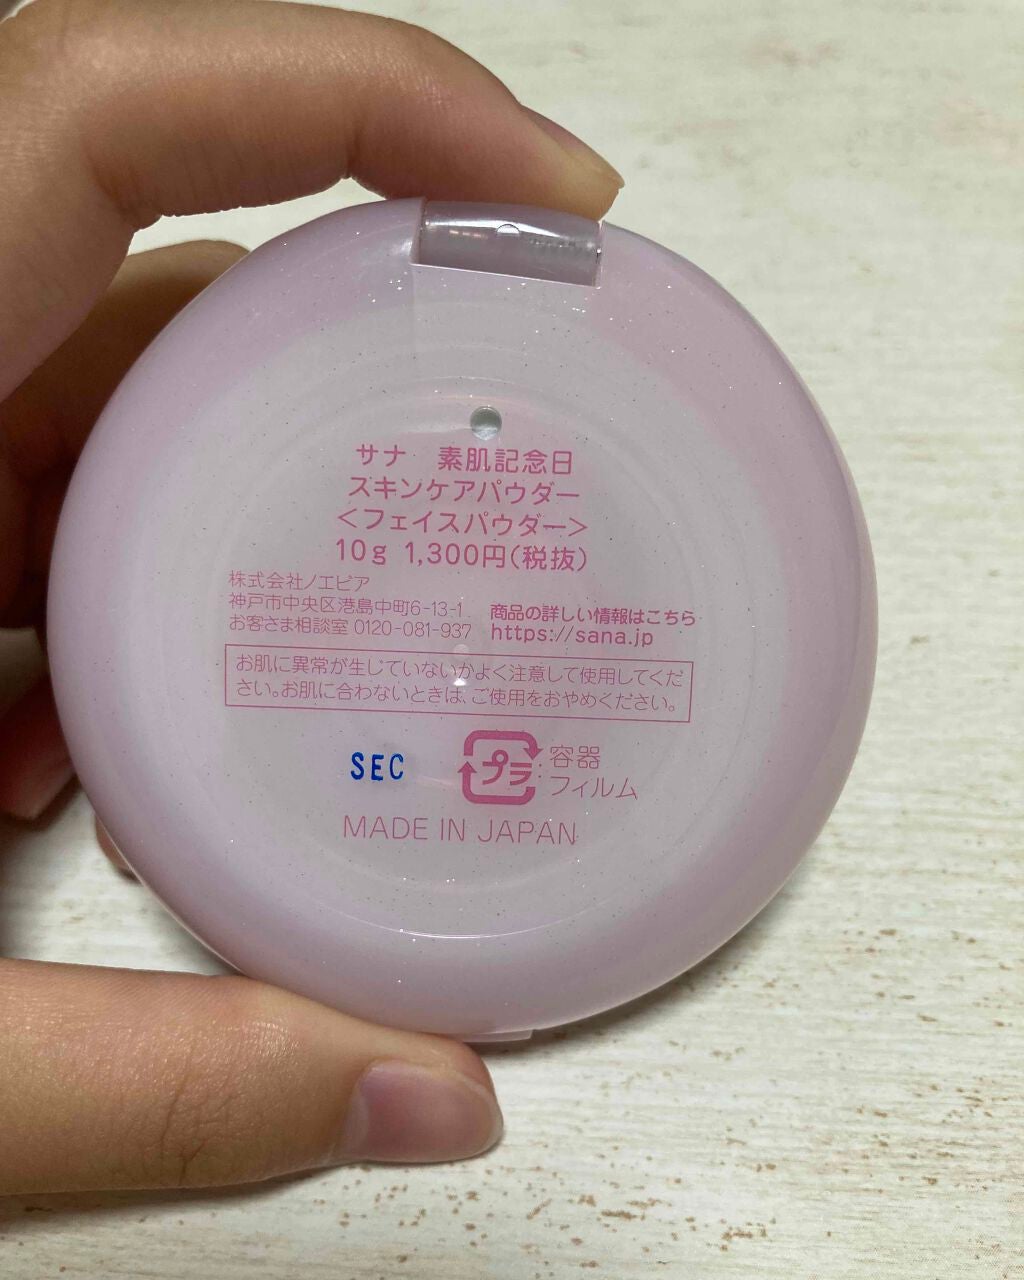 サナ 素肌記念日
スキンケアパウダー
<フェイスパウダー>
10g 1,300円(税抜)
株式会社ノエビア
神戸市中央区港島中町6-13-1
お客さま相談室 0120-081-937
商品の詳しい情報はこちら
https://sana.jp
お肌に異常が生じていないかよく注意して使用してくだ
さい。お肌に合わないときは、ご使用をおやめください。
SEC
プラ
容器
フィルム
MADE IN JAPAN